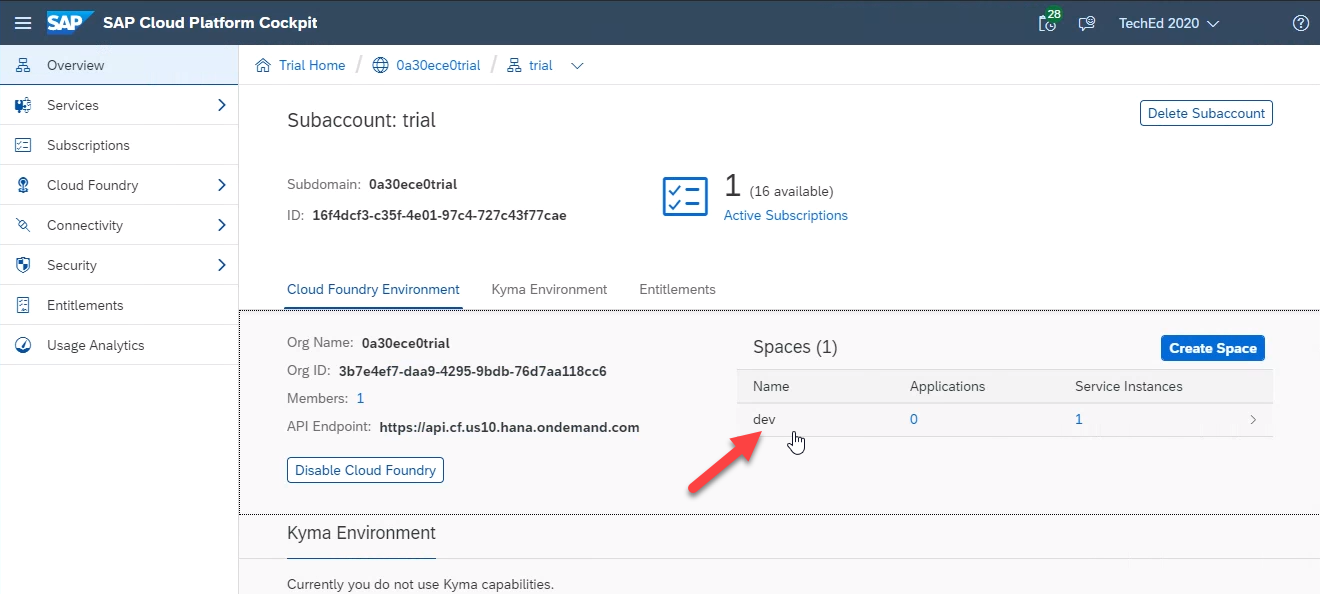 SAP SAP Cloud Platform Cockpit 28 TechEd 2020
Overview
Services
Subscriptions
Cloud Foundry
Connectivity
Security
Entitlements
Usage Analytics
Trial Home / 0a30ece0trial / trial
Subaccount: trial
Delete Subaccount
Subdomain: 0a30ece0trial
ID: 16f4dcf3-c35f-4e01-97c4-727c43f77cae
1 (16 available)
Active Subscriptions
Cloud Foundry Environment Kyma Environment Entitlements
Org Name: 0a30ece0trial
Org ID: 3b7e4ef7-daa9-4295-9bdb-76d7aa118cc6
Members: 1
API Endpoint: https://api.cf.us10.hana.ondemand.com
Disable Cloud Foundry
Spaces (1)
Create Space
Name Applications Service Instances
dev 0 1
Kyma Environment
Currently you do not use Kyma capabilities.